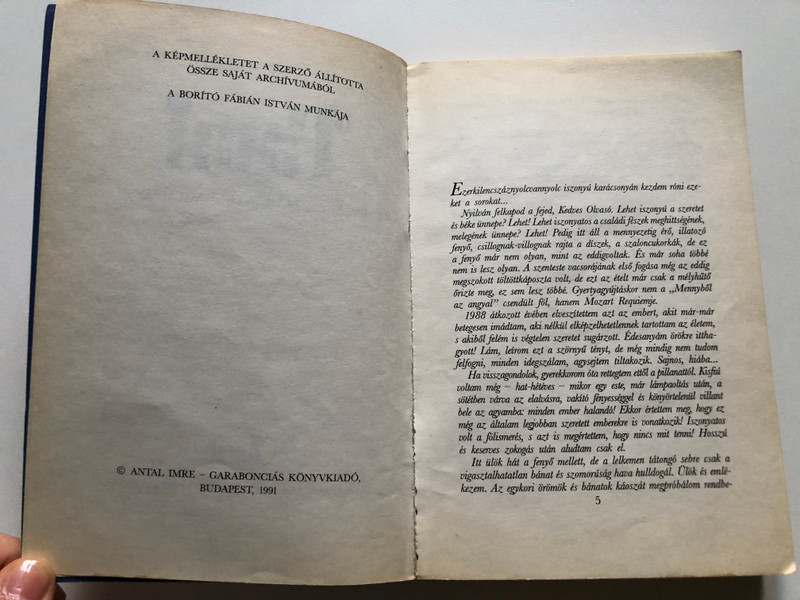 A KÉPMELLÉKLETET A SZERZŐ ÁLLÍTOTTA
ÖSSZE SAJÁT ARCHÍVUMÁBÓL
A BORÍTÓ FÁBIÁN ISTVÁN MUNKÁJA
© ANTAL IMRE – GARABONCIÁS KÖNYVKIADÓ,
BUDAPEST, 1991
Ezerkilencszáznyolcvannyolc iszonyú karácsonyán kezdem róni eze-
ket a sorokat...
Nyilván felkapod a fejed, Kedves Olvasó. Lehet iszonyú a szeretet
és béke ünnepe? Lehet! Lehet iszonyatos a családi fészek meghittségének,
melegének ünnepe? Lehet! Pedig itt áll a mennyezetig érő, illatozó
fenyő, csillognak-villognak rajta a díszek, a szaloncukorkák, de ez
a fenyő már nem olyan, mint az eddigvoltak. És már soha többé
nem is lesz olyan. A szenteste vacsorájának első fogása még az eddig
megszokott töltöttkáposzta volt, de ezt az ételt már csak a mélyhűtő
őrizte meg, ez sem lesz többé. Gyertyagyújtáskor nem a „Mennyből
az angyal” csendült föl, hanem Mozart Requiemje.
1988 átkozott évében elveszítettem azt az embert, akit már-már
betegesen imádtam, aki nélkül elképzelhetetlennek tartottam az életem,
s akiből felém is végtelen szeretet sugárzott. Édesanyám örökre ittha-
gyott! Lám, leírom ezt a szörnyű tényt, de még mindig nem tudom
felfogni, minden idegszálam, agysejtem tiltakozik. Sajnos, hiába...
Ha visszagondolok, gyerekkorom óta rettegtem ettől a pillanattól. Kisfiú
voltam még – hat-hétéves – mikor egy este, már lámpaoltás után, a
sötétben várva az elalvásra, vakító fényességgel és könyörtelenül villant
bele az agyamba: minden ember halandó! Ekkor értettem meg, hogy ez
még az általam legjobban szeretett emberekre is vonatkozik! Iszonyatos
volt a fölismerés, s azt is megértettem, hogy nincs mit tenni! Hosszú
és keserves zokogás után aludtam csak el.
Itt ülök hát a fenyő mellett, de a lelkemen tátongó sebre csak a
vigasztalhatatlan bánat és szomorúság hava hulldogál. Ülök és emlé-
kezem. Az egykori örömök és bánatok káoszát megpróbálom rendbe-
5